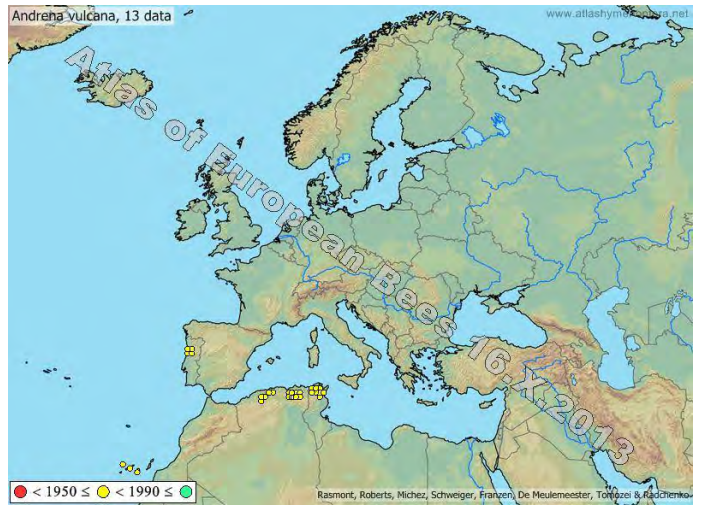 Andrena vulcana, 13 data
www.atlashymenoptera.net
Atlas of European Bees 16.X.2013
< 1950 ≤ < 1990 ≤
Rasmont, Roberts, Michez, Schweiger, Franzen, De Meulemeester, Tomozei & Radchenko